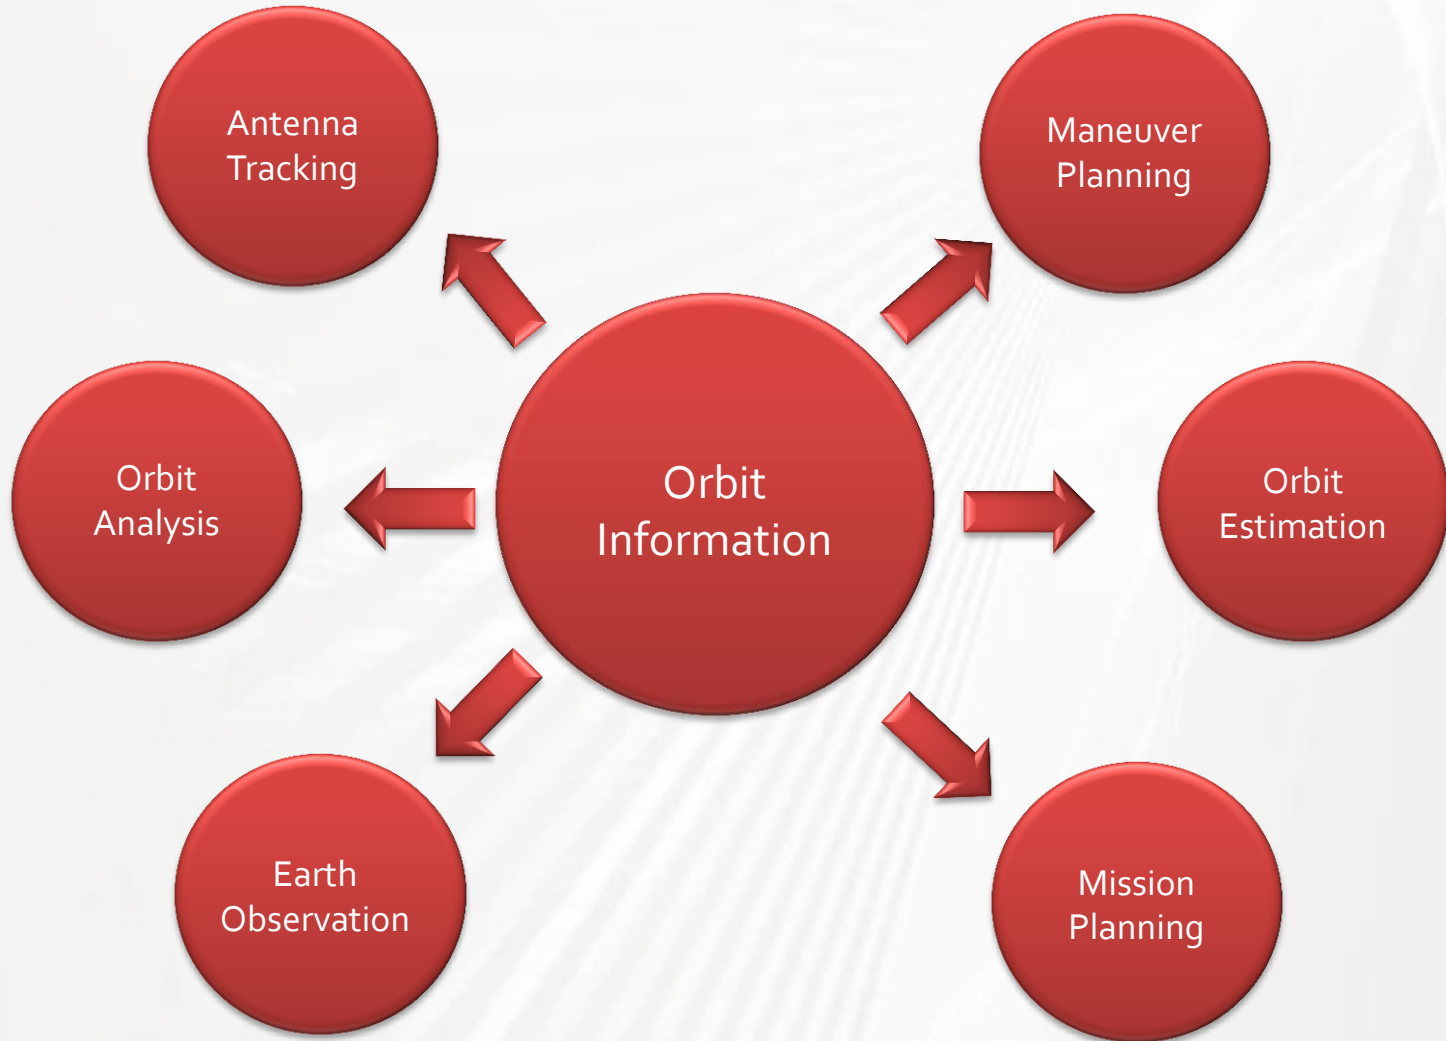 Antenna
Tracking
Maneuver
Planning
Orbit
Analysis
Orbit
Information
Orbit
Estimation
Earth
Observation
Mission
Planning